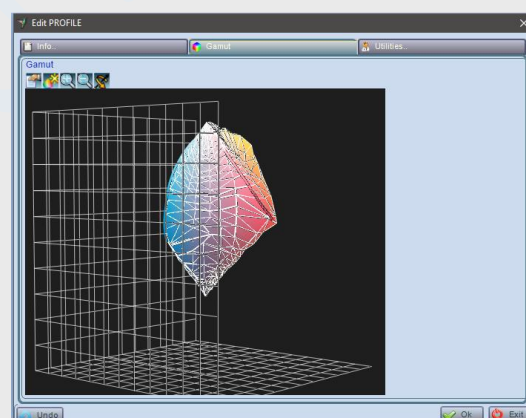 Edit PROFILE
Info..
Gamut
Utilities..
Gamut
Undo
Ok
Exit